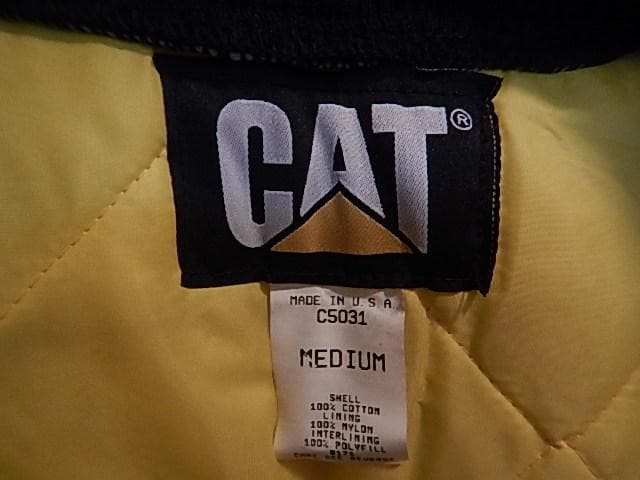 CAT®
MADE IN U.S.A.
C5031
MEDIUM
SHELL
100% COTTON
LINING
100% NYLON
INTERLINING
100% POLYFILL